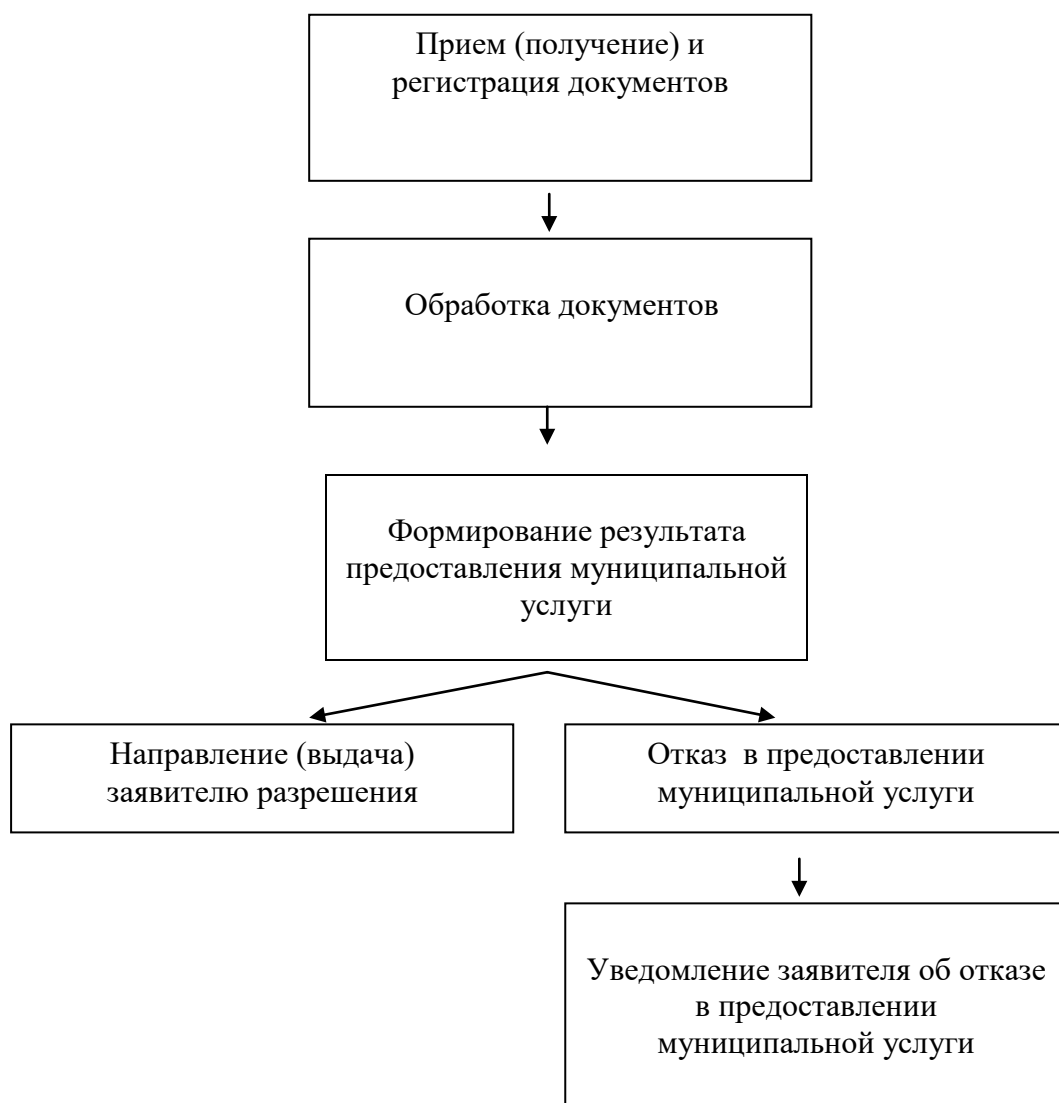 Прием (получение) и
регистрация документов
Обработка документов
Формирование результата
предоставления муниципальной
услуги
Направление (выдача)
заявителю разрешения
Отказ  в предоставлении
муниципальной услуги
Уведомление заявителя об отказе
в предоставлении
муниципальной услуги